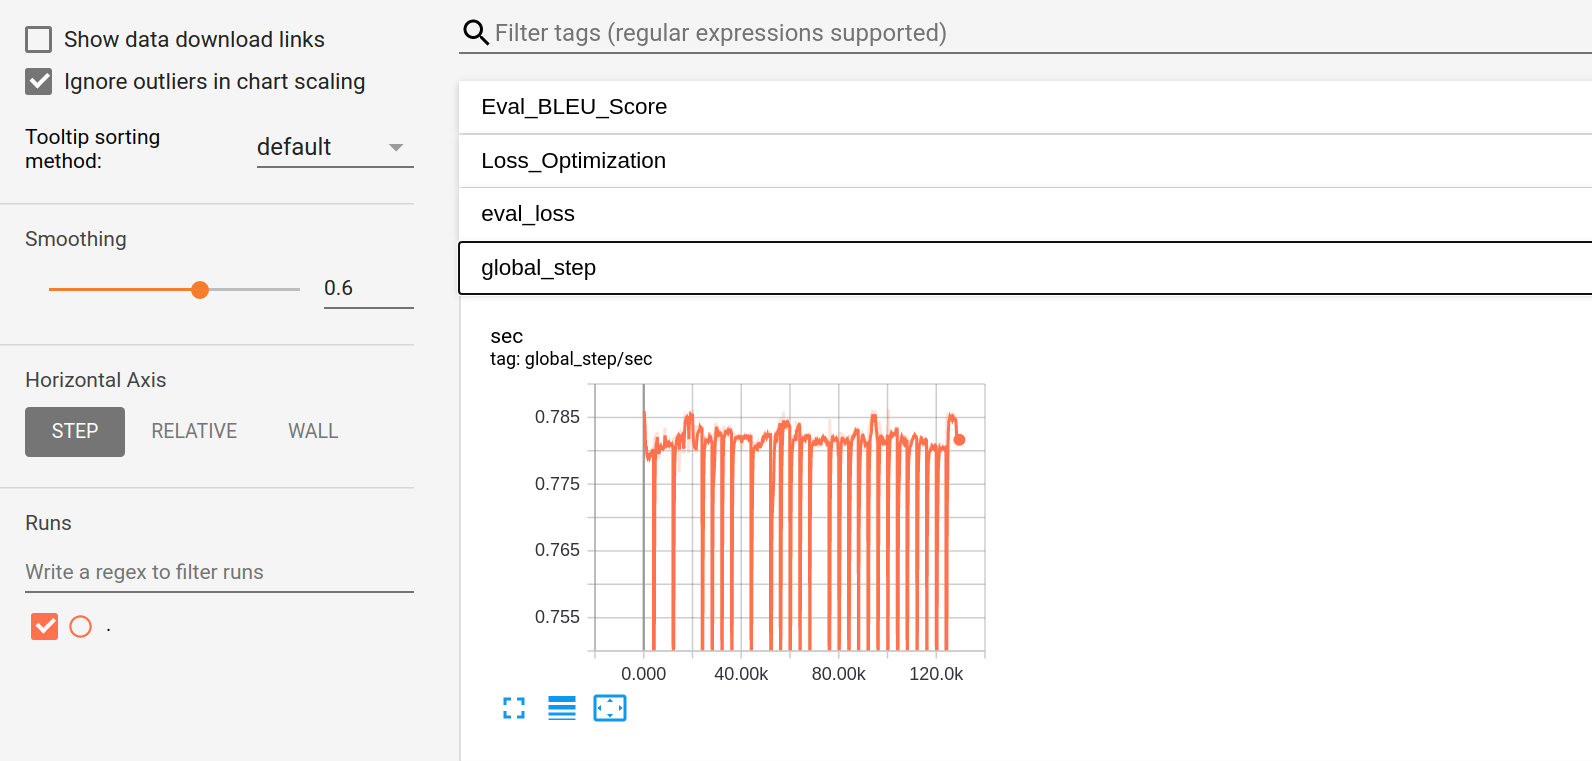 Show data download links
Ignore outliers in chart scaling
Tooltip sorting
method:
default
Smoothing
0.6
Horizontal Axis
STEP RELATIVE WALL
Runs
Write a regex to filter runs
.
Filter tags (regular expressions supported)
Eval_BLEU_Score
Loss_Optimization
eval_loss
global_step
sec
tag: global_step/sec
0.785
0.775
0.765
0.755
0.000 40.00k 80.00k 120.0k